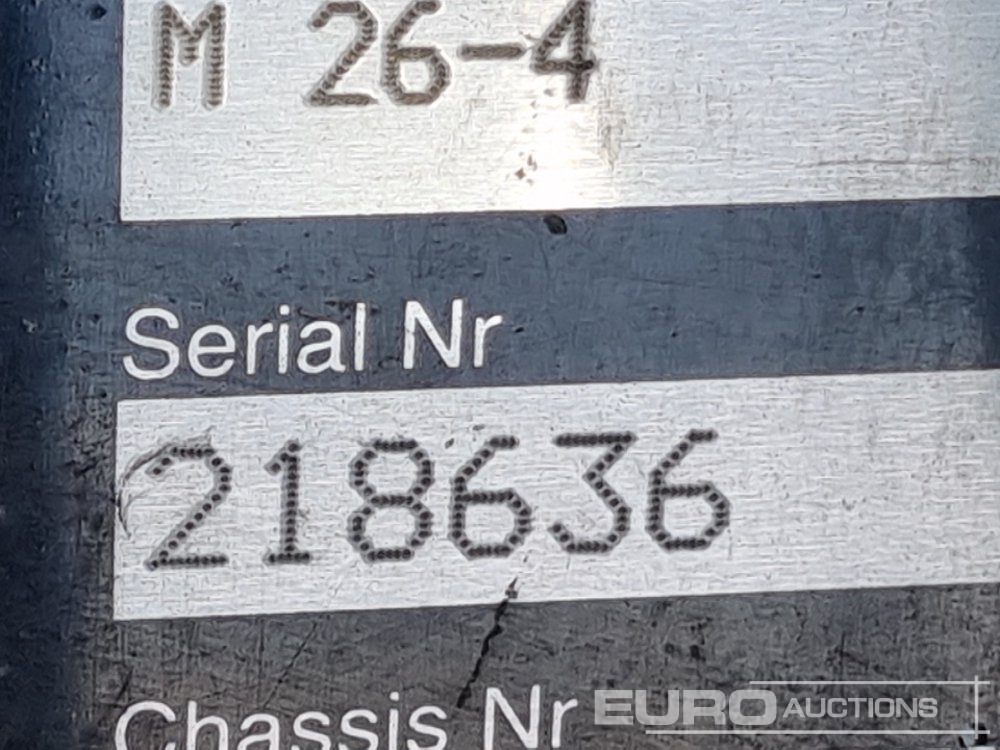 M 26-4
Serial Nr
218636
Chassis Nr
EURO AUCTIONS